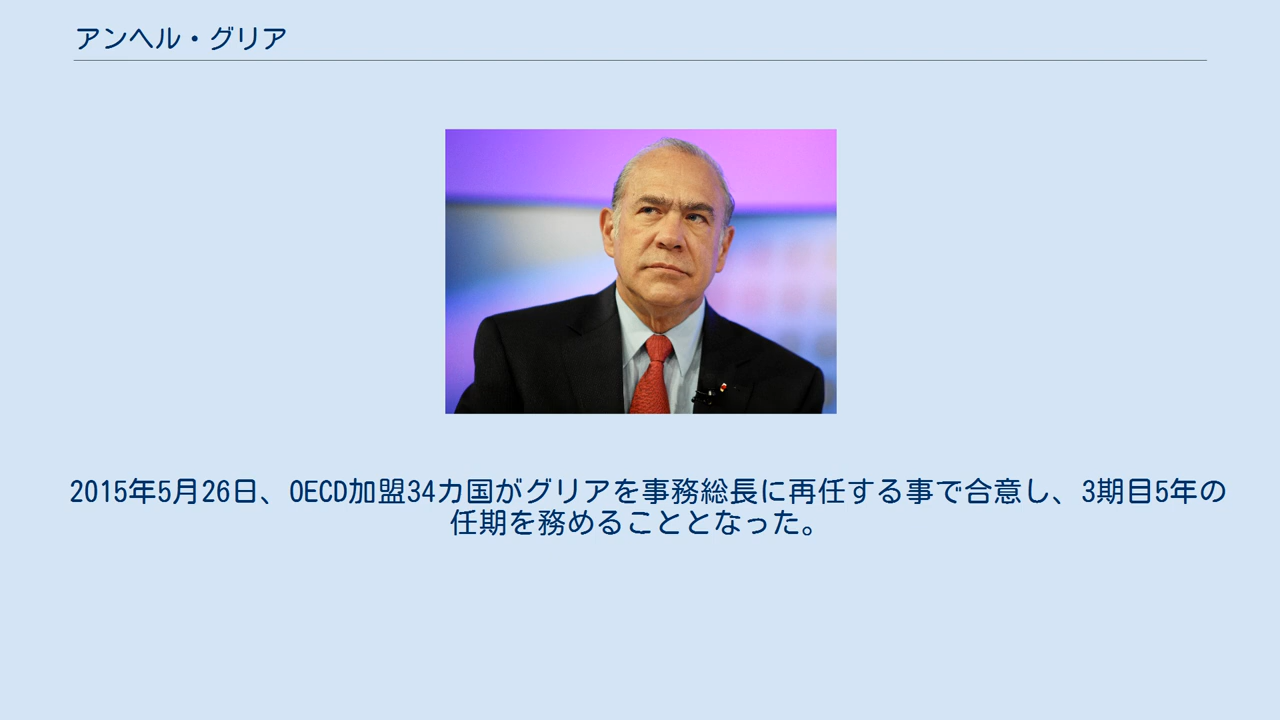 アンヘル・グリア
2015年5月26日、OECD加盟34カ国がグリアを事務総長に再任する事で合意し、3期目5年の
任期を務めることとなった。